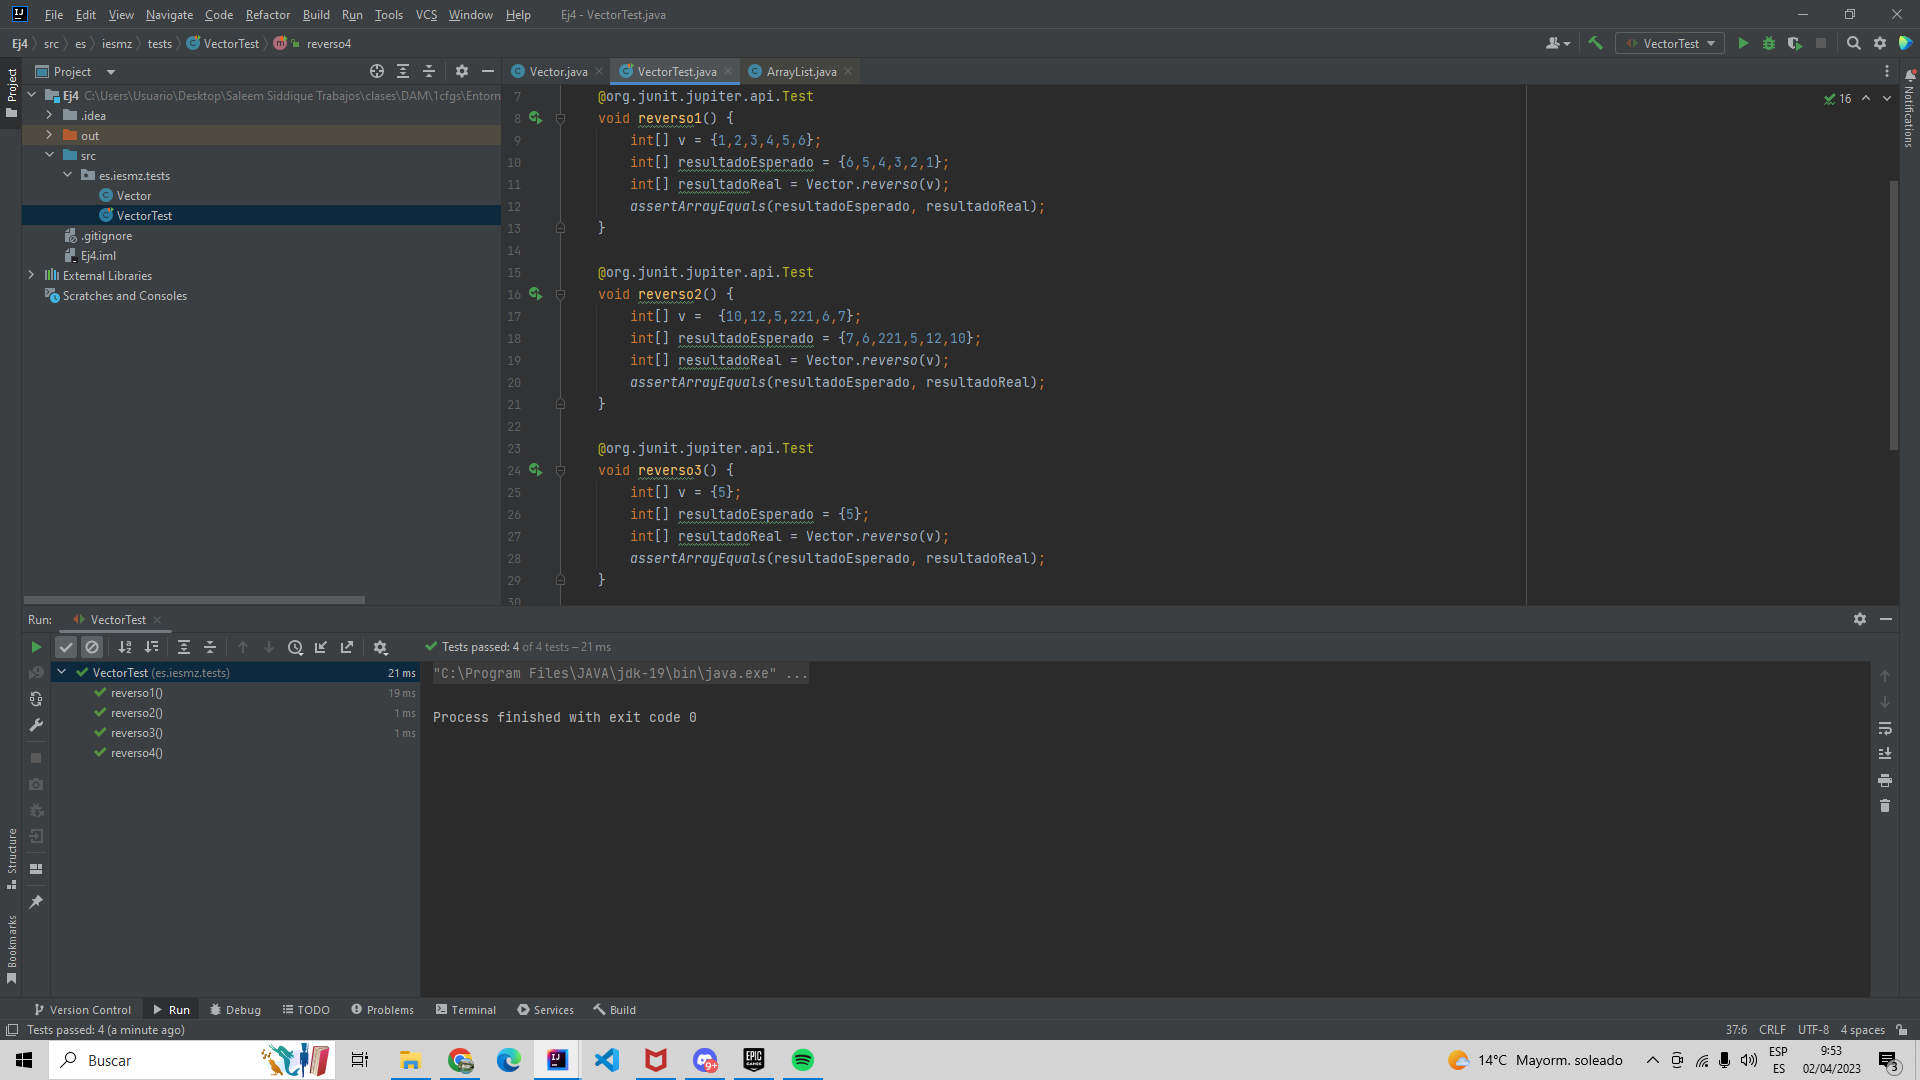 File Edit View Navigate Code Refactor Build Run Tools VCS Window Help Ej4 - VectorTest.java
Ej4 src es iesmz tests VectorTest reverso4
VectorTest
Project
Vector.java VectorTest.java ArrayList.java
Project
Ej4 C:\Users\Usuario\Desktop\Saleem Siddique Trabajos\clases\DAM\1cfgs\Entorn
.idea
out
src
es.iesmz.tests
Vector
VectorTest
.gitignore
Ej4.iml
External Libraries
Scratches and Consoles
16
Notifications
7 @org.junit.jupiter.api.Test
8 void reverso1() {
9 int[] v = {1,2,3,4,5,6};
10 int[] resultadoEsperado = {6,5,4,3,2,1};
11 int[] resultadoReal = Vector.reverso(v);
12 assertArrayEquals(resultadoEsperado, resultadoReal);
13 }
14
15 @org.junit.jupiter.api.Test
16 void reverso2() {
17 int[] v =  {10,12,5,221,6,7};
18 int[] resultadoEsperado = {7,6,221,5,12,10};
19 int[] resultadoReal = Vector.reverso(v);
20 assertArrayEquals(resultadoEsperado, resultadoReal);
21 }
22
23 @org.junit.jupiter.api.Test
24 void reverso3() {
25 int[] v = {5};
26 int[] resultadoEsperado = {5};
27 int[] resultadoReal = Vector.reverso(v);
28 assertArrayEquals(resultadoEsperado, resultadoReal);
29 }
30
Run: VectorTest
Tests passed: 4 of 4 tests – 21 ms
VectorTest (es.iesmz.tests) 21 ms
reverso1() 19 ms
reverso2() 1 ms
reverso3() 1 ms
reverso4()
"C:\Program Files\JAVA\jdk-19\bin\java.exe" ...
Process finished with exit code 0
Structure
Bookmarks
Version Control Run Debug TODO Problems Terminal Services Build
Tests passed: 4 (a minute ago)
37:6 CRLF UTF-8 4 spaces
Buscar
9+
EPIC GAMES
14°C Mayorm. soleado
ESP
ES
9:53
02/04/2023
3